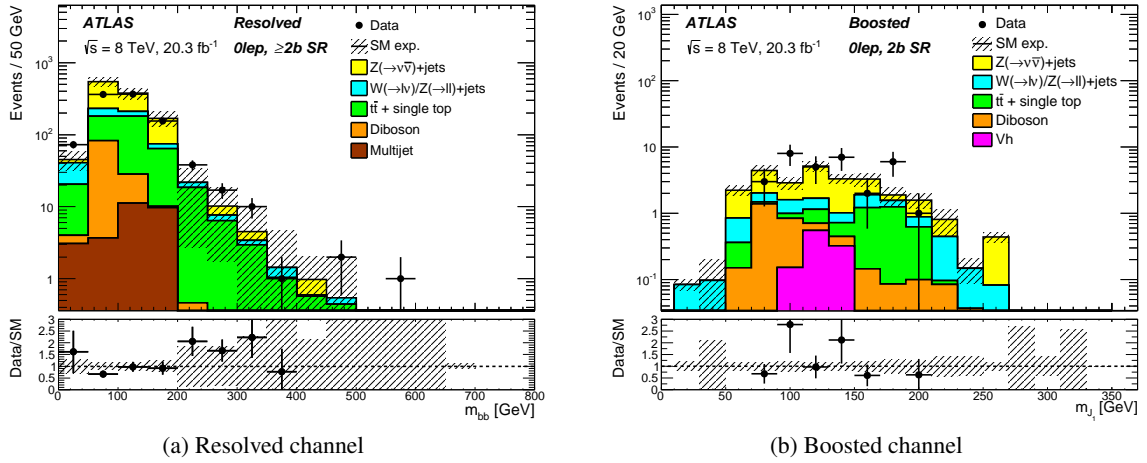 ATLAS Resolved
√s = 8 TeV, 20.3 fb⁻¹ 0lep, ≥2b SR
Data
SM exp.
Z(→νν̄)+jets
W(→lν)/Z(→ll)+jets
tt̄ + single top
Diboson
Multijet
Events / 50 GeV
10³
10²
10
1
Data/SM
3
2.5
2
1.5
1
0.5
0
0 100 200 300 400 500 600 700 800
m_bb [GeV]
(a) Resolved channel
ATLAS Boosted
√s = 8 TeV, 20.3 fb⁻¹ 0lep, 2b SR
Data
SM exp.
Z(→νν̄)+jets
W(→lν)/Z(→ll)+jets
tt̄ + single top
Diboson
Vh
Events / 20 GeV
10³
10²
10
1
10⁻¹
Data/SM
3
2.5
2
1.5
1
0.5
0
0 50 100 150 200 250 300 350
m_J₁ [GeV]
(b) Boosted channel